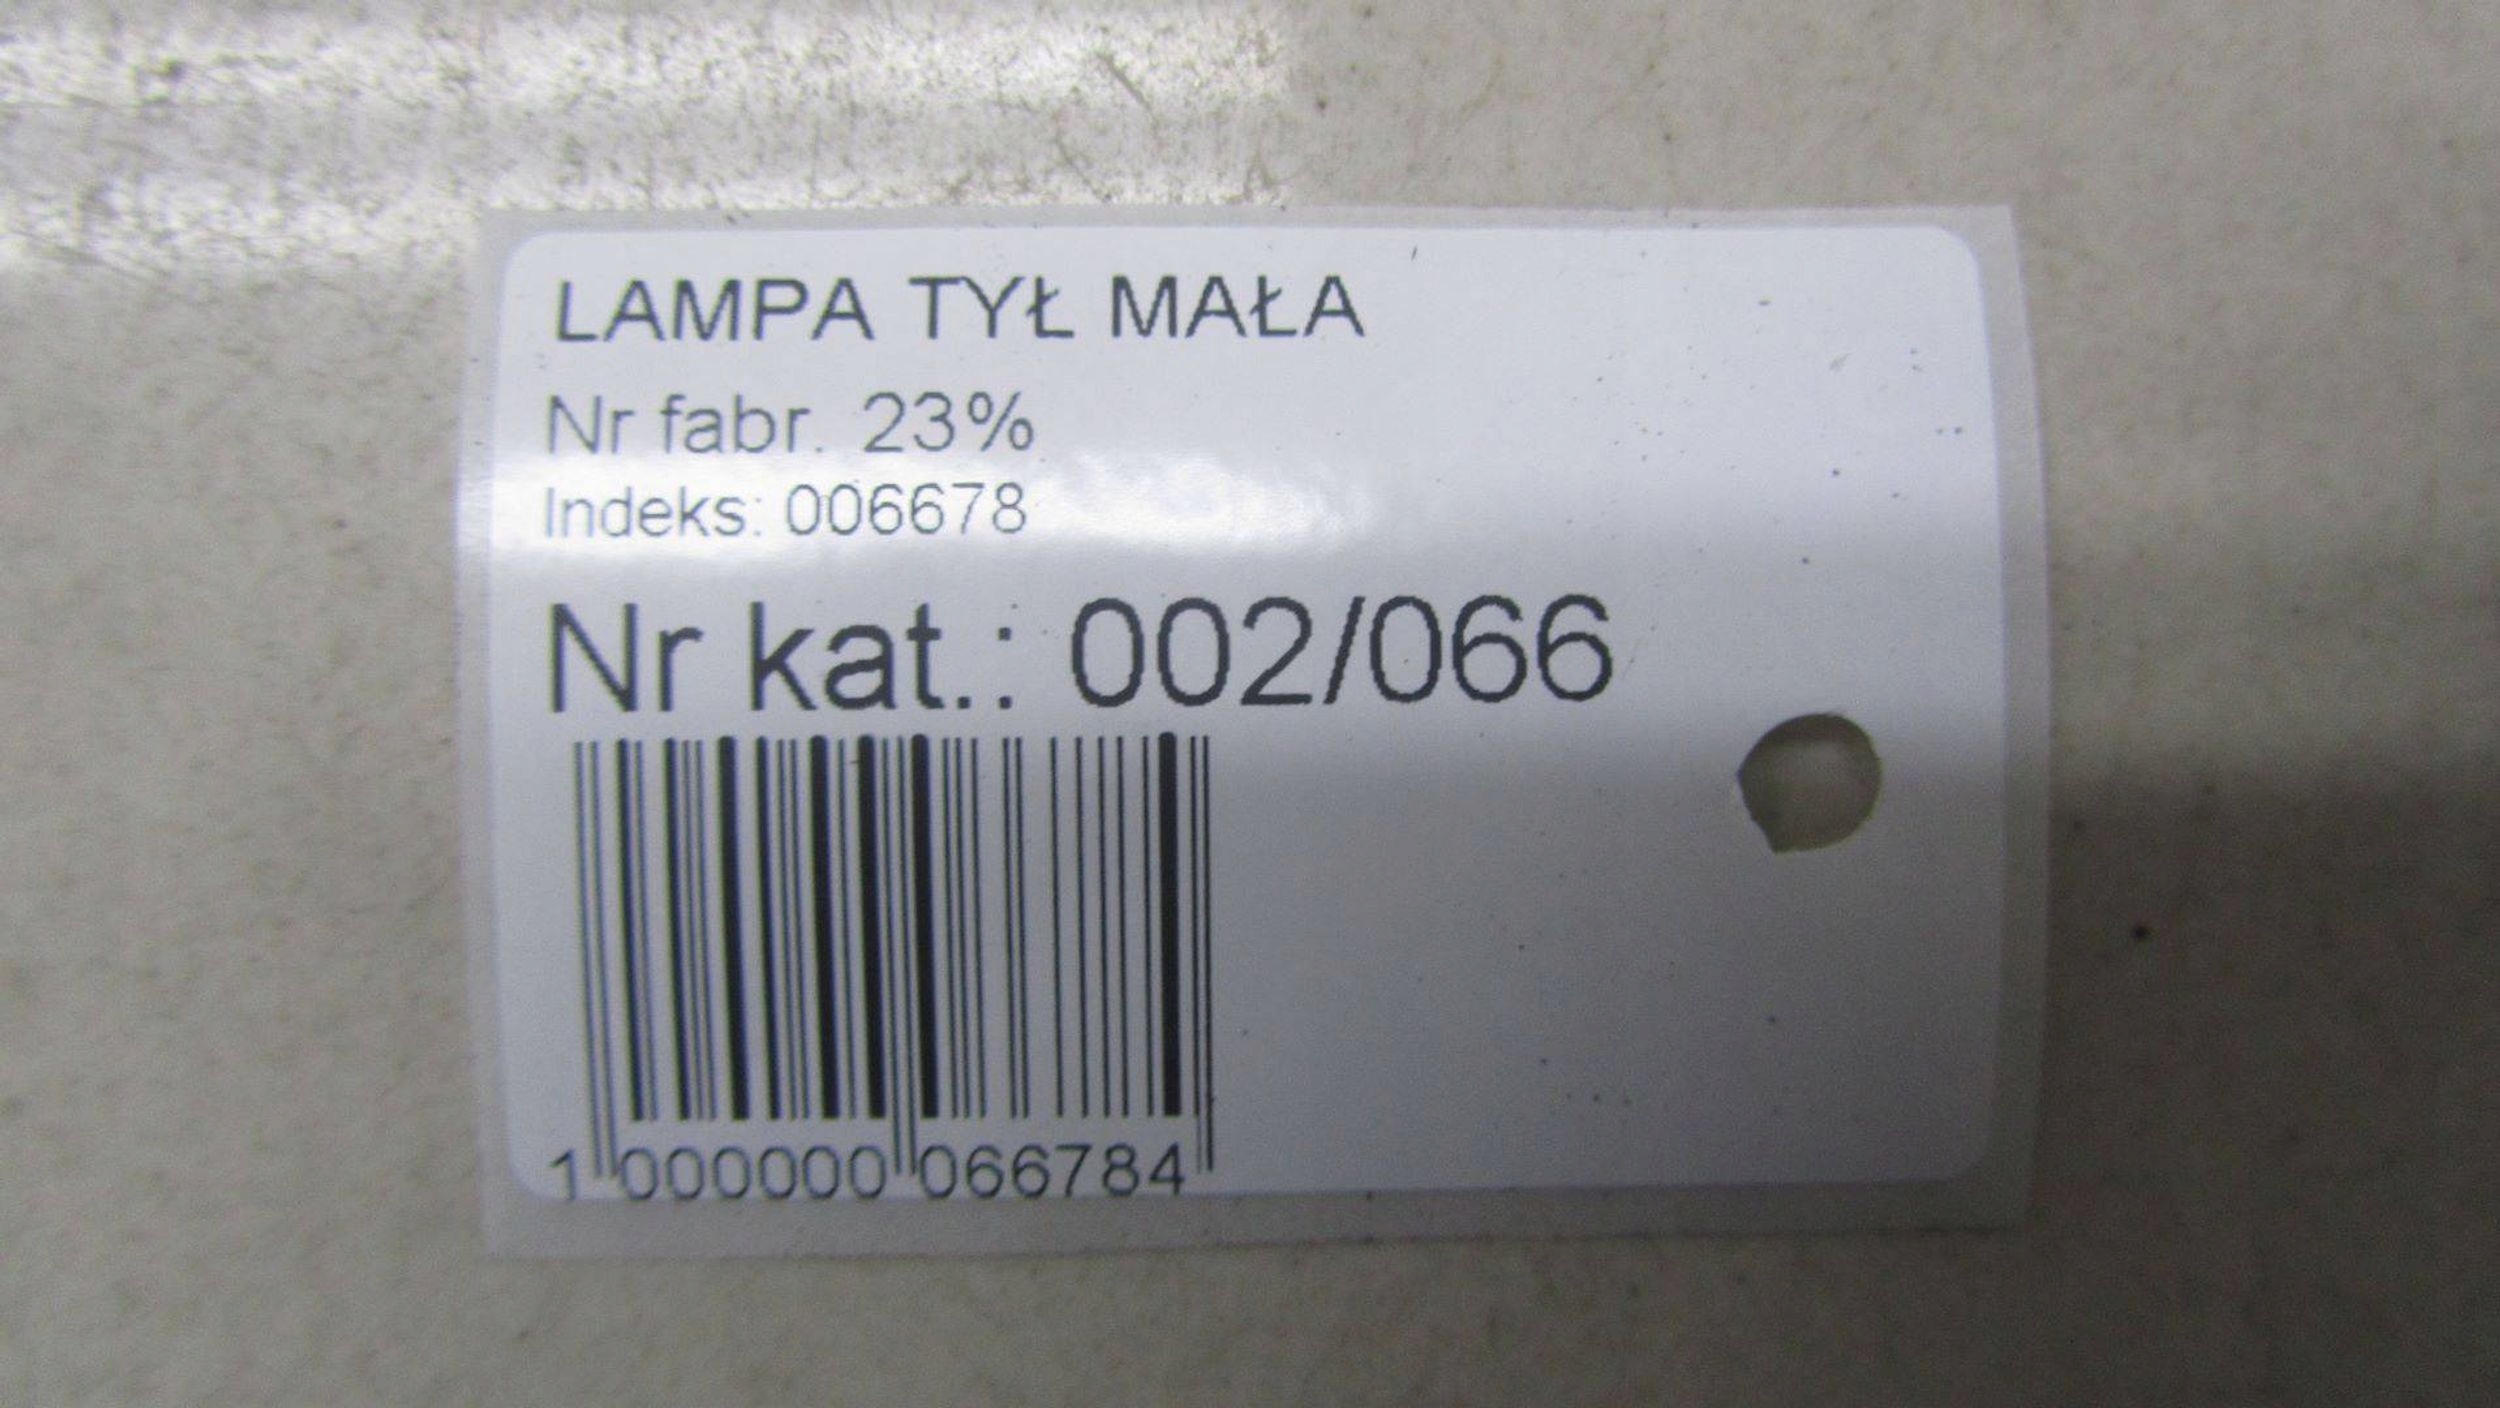 LAMPA TYŁ MAŁA
Nr fabr. 23%
Indeks: 006678
Nr kat.: 002/066
1 000000 066784